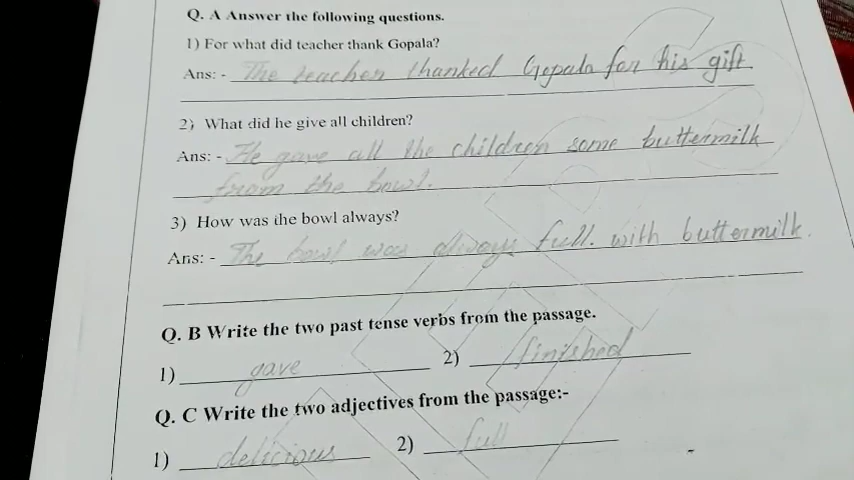 Q. A Answer the following questions.
1) For what did teacher thank Gopala?
Ans: - The teacher thanked Gopala for his gift
2) What did he give all children?
Ans: - He gave all the children some buttermilk
from the bowl.
3) How was the bowl always?
Ans: - The bowl was always full. with buttermilk.
Q. B Write the two past tense verbs from the passage.
1) gave 2) finished
Q. C Write the two adjectives from the passage:-
1) delicious 2) full